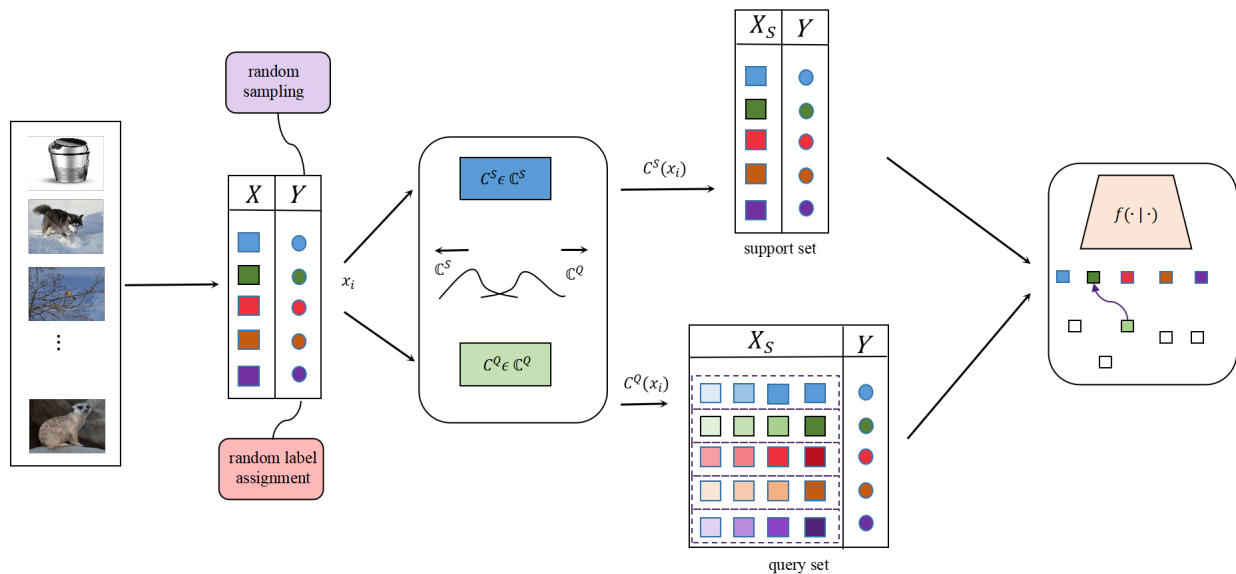 random
sampling
X Y
x_i
random label
assignment
C^S ϵ ℂ^S
ℂ^S ℂ^Q
C^Q ϵ ℂ^Q
C^S(x_i)
C^Q(x_i)
X_S Y
support set
X_S Y
query set
f(· | ·)